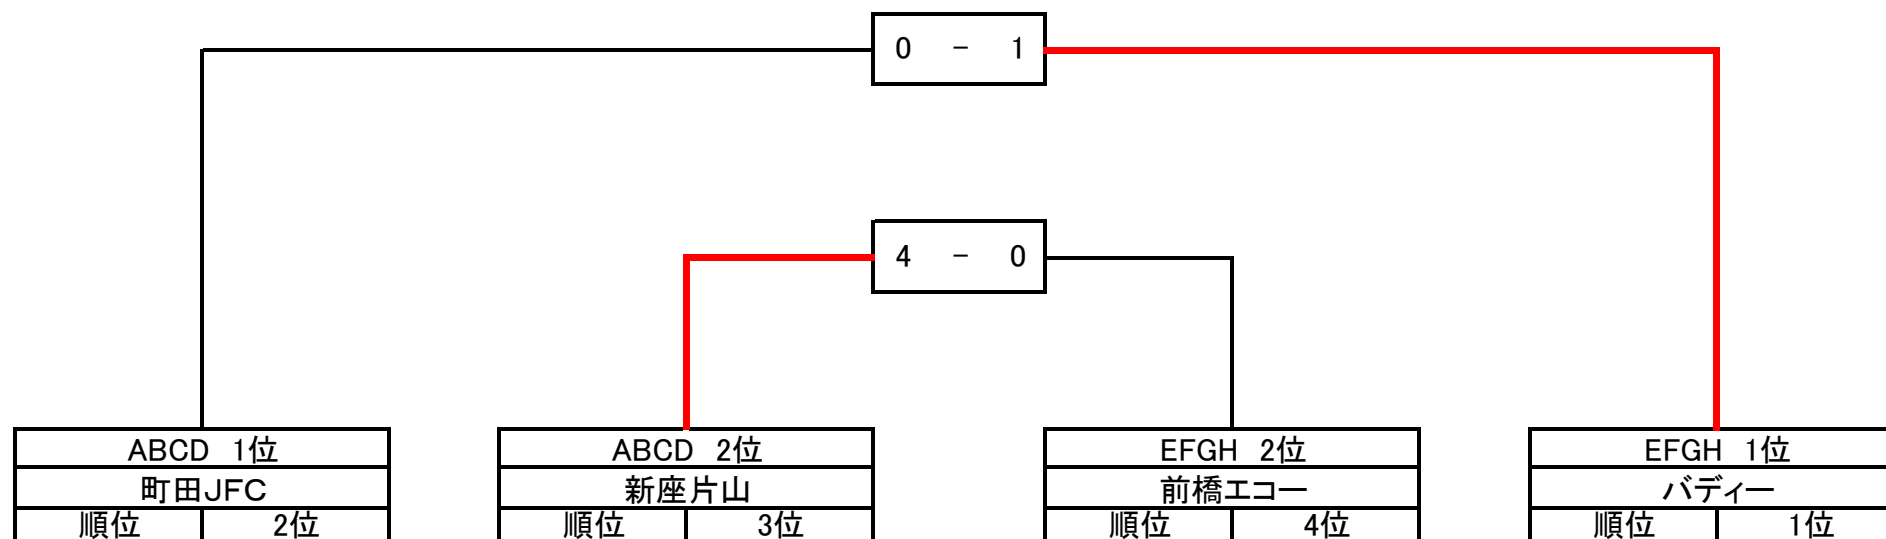 0 - 1
4 - 0
ABCD 1位 ABCD 2位 EFGH 2位 EFGH 1位
町田JFC 新座片山 前橋エコー バディー
順位 2位 順位 3位 順位 4位 順位 1位